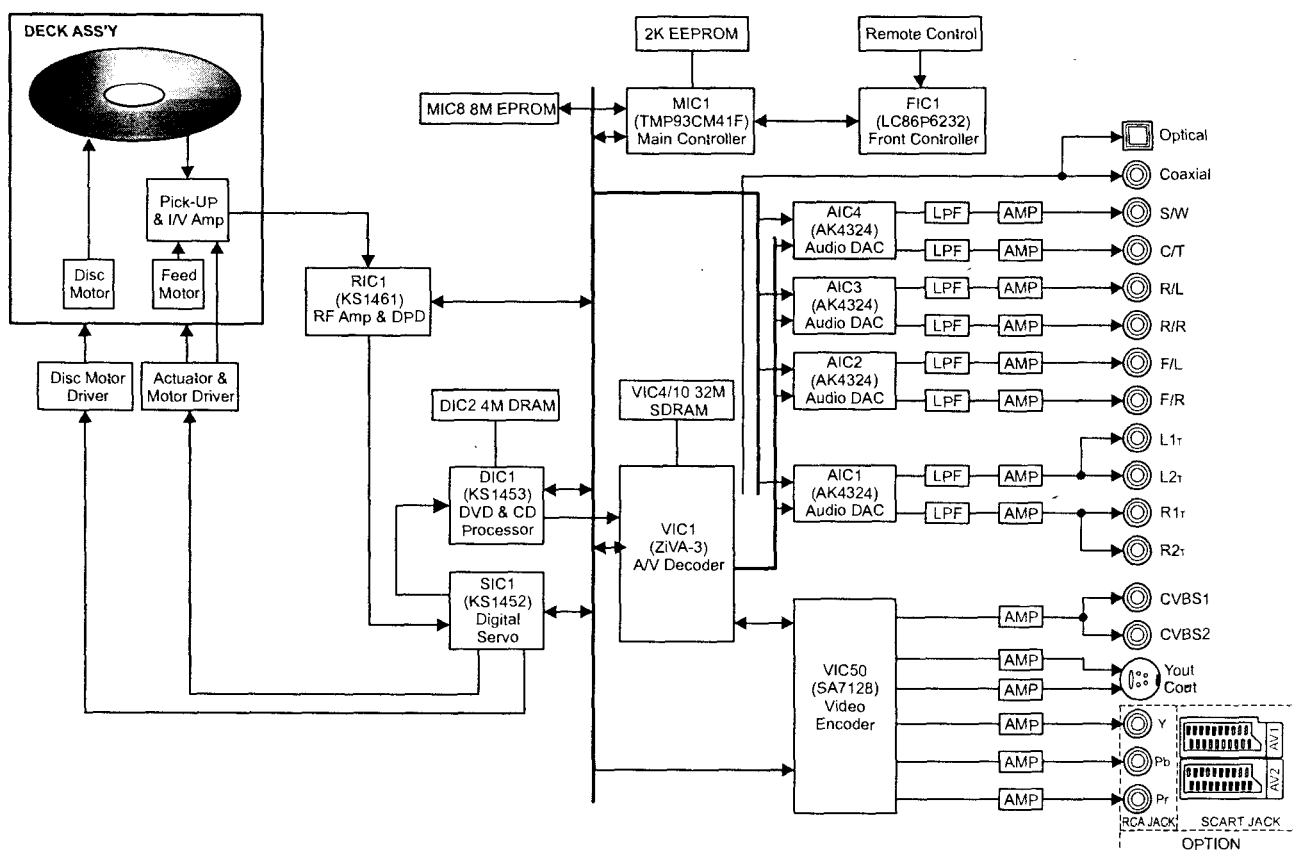 DECK ASS'Y
Pick-UP
& I/V Amp
Disc
Motor
Feed
Motor
Disc Motor
Driver
Actuator &
Motor Driver
RIC1
(KS1461)
RF Amp & DPD
DIC2 4M DRAM
DIC1
(KS1453)
DVD & CD
Processor
SIC1
(KS1452)
Digital
Servo
2K EEPROM
Remote Control
MIC8 8M EPROM
MIC1
(TMP93CM41F)
Main Controller
FIC1
(LC86P6232)
Front Controller
VIC4/10 32M
SDRAM
VIC1
(ZiVA-3)
A/V Decoder
AIC4
(AK4324)
Audio DAC
AIC3
(AK4324)
Audio DAC
AIC2
(AK4324)
Audio DAC
AIC1
(AK4324)
Audio DAC
VIC50
(SA7128)
Video
Encoder
Optical
Coaxial
LPF AMP S/W
LPF AMP C/T
LPF AMP R/L
LPF AMP R/R
LPF AMP F/L
LPF AMP F/R
L1T
LPF AMP L2T
LPF AMP R1T
R2T
CVBS1
AMP
CVBS2
AMP Yout
AMP Cout
AMP Y
AMP Pb
AMP Pr
AV1
AV2
RCA JACK
SCART JACK
OPTION